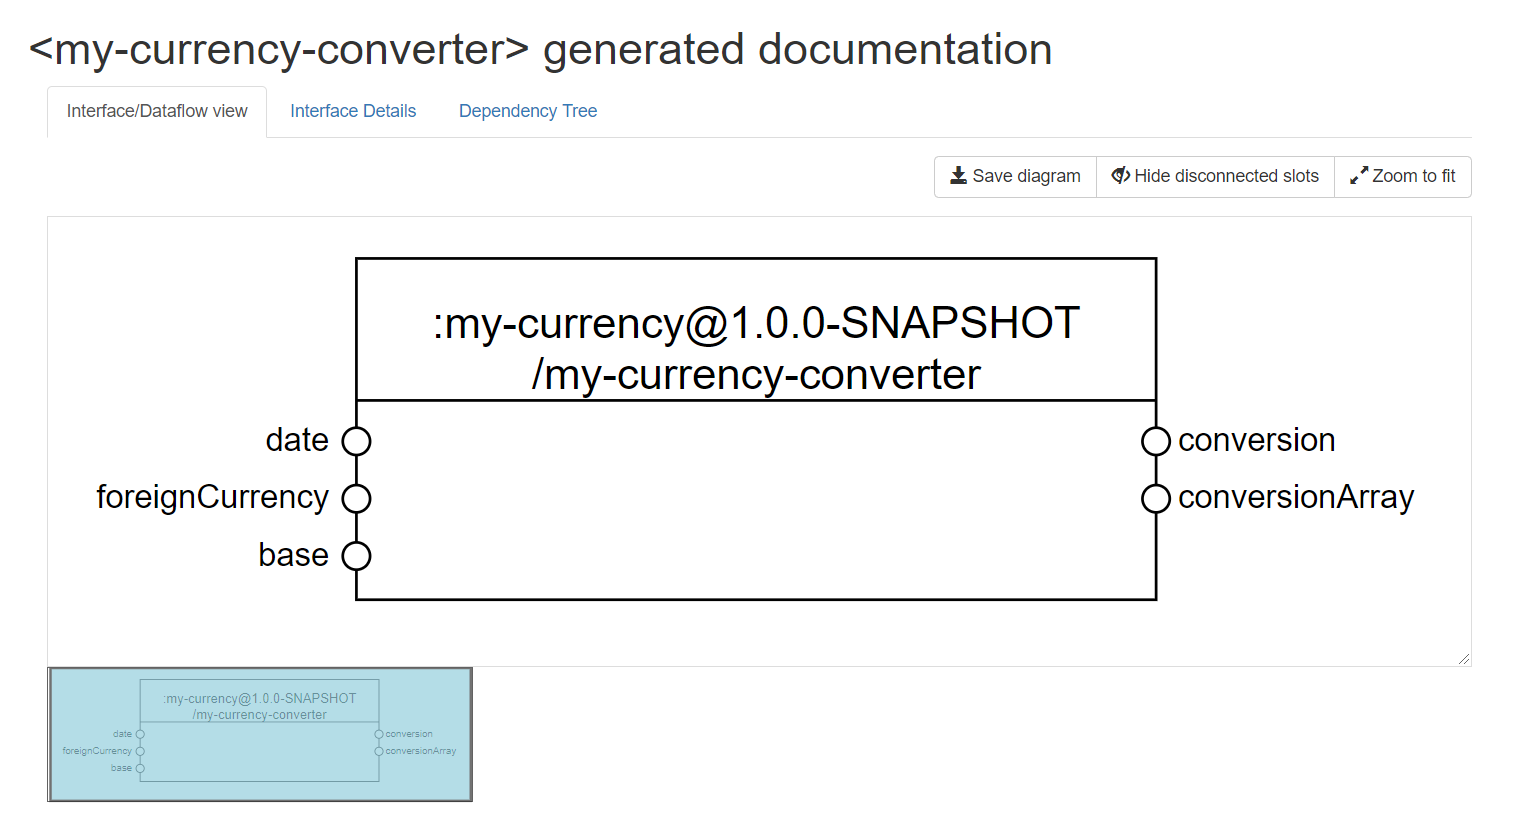 <my-currency-converter> generated documentation
Interface/Dataflow view
Interface Details
Dependency Tree
Save diagram
Hide disconnected slots
Zoom to fit
:my-currency@1.0.0-SNAPSHOT
/my-currency-converter
date
conversion
foreignCurrency
conversionArray
base
:my-currency@1.0.0-SNAPSHOT
/my-currency-converter
date
conversion
foreignCurrency
conversionArray
base